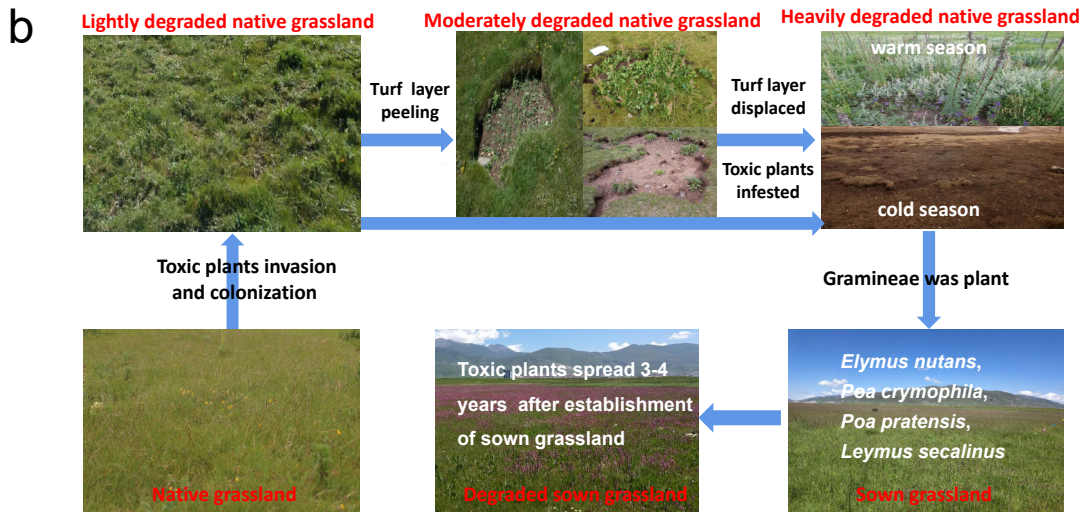 b
Lightly degraded native grassland
Moderately degraded native grassland
Heavily degraded native grassland
Turf layer
peeling
Turf layer
displaced
Toxic plants
infested
warm season
cold season
Toxic plants invasion
and colonization
Gramineae was plant
Native grassland
Toxic plants spread 3-4
years after establishment
of sown grassland
Degraded sown grassland
Elymus nutans,
Poa crymophila,
Poa pratensis,
Leymus secalinus
Sown grassland